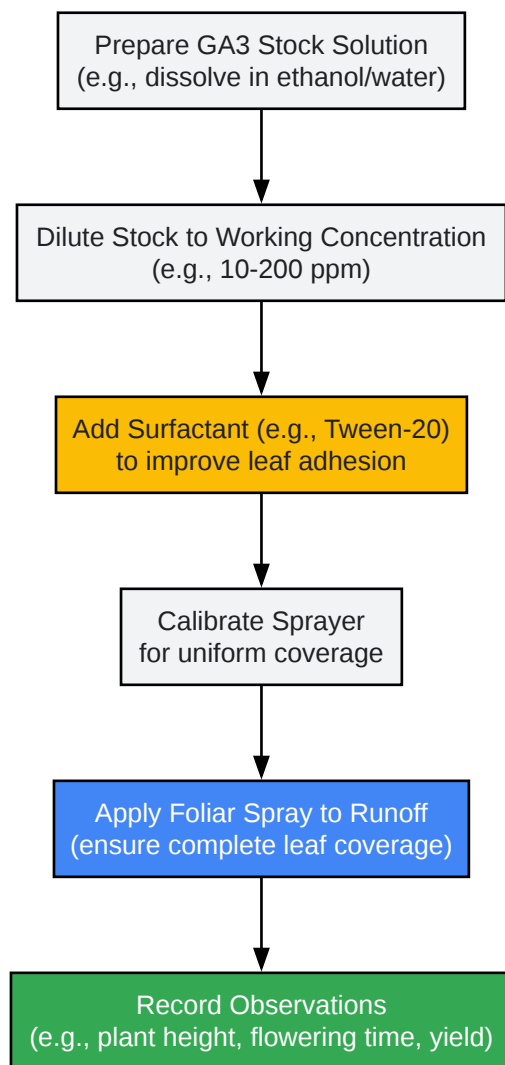 Prepare GA3 Stock Solution
(e.g., dissolve in ethanol/water)
Dilute Stock to Working Concentration
(e.g., 10-200 ppm)
Add Surfactant (e.g., Tween-20)
to improve leaf adhesion
Calibrate Sprayer
for uniform coverage
Apply Foliar Spray to Runoff
(ensure complete leaf coverage)
Record Observations
(e.g., plant height, flowering time, yield)